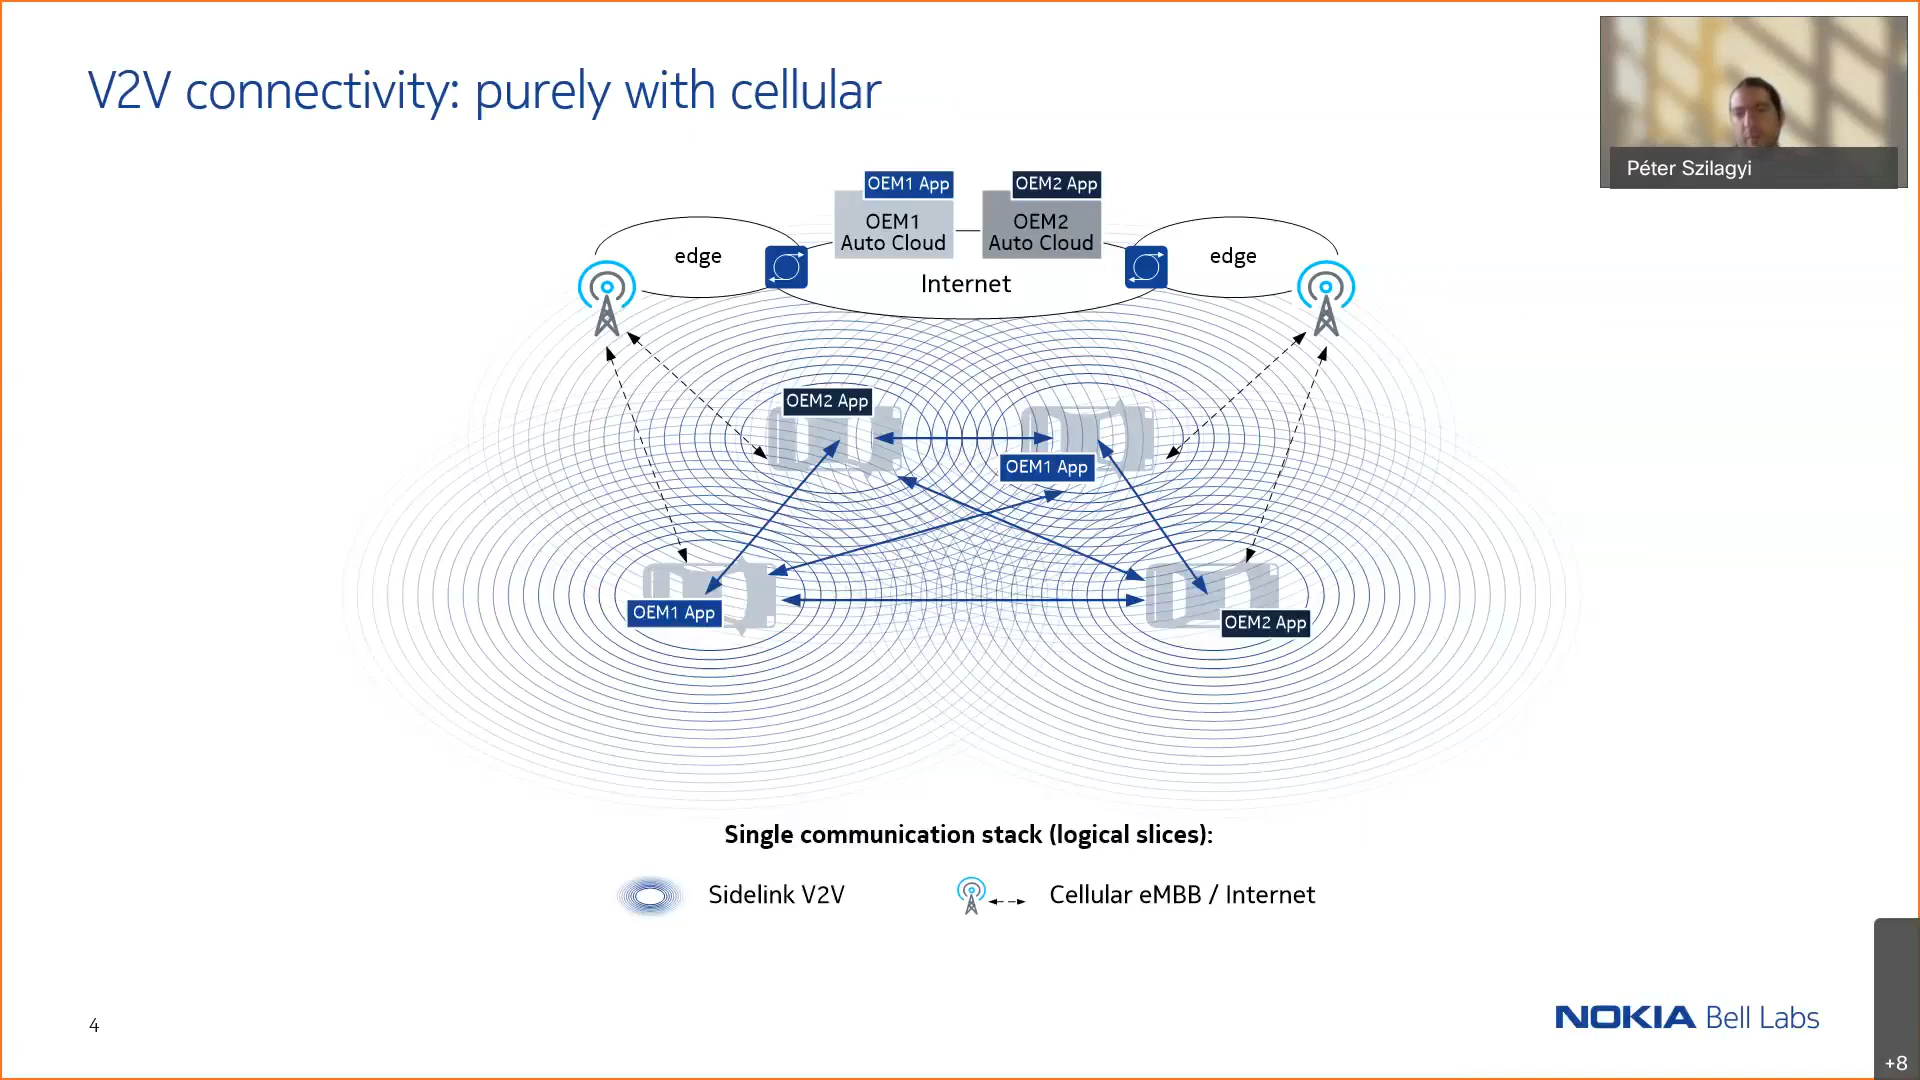 V2V connectivity: purely with cellular
Péter Szilagyi
OEM1 App
OEM2 App
OEM1
Auto Cloud
OEM2
Auto Cloud
edge
edge
Internet
OEM2 App
OEM1 App
OEM1 App
OEM2 App
Single communication stack (logical slices):
Sidelink V2V
Cellular eMBB / Internet
4
NOKIA Bell Labs
+8